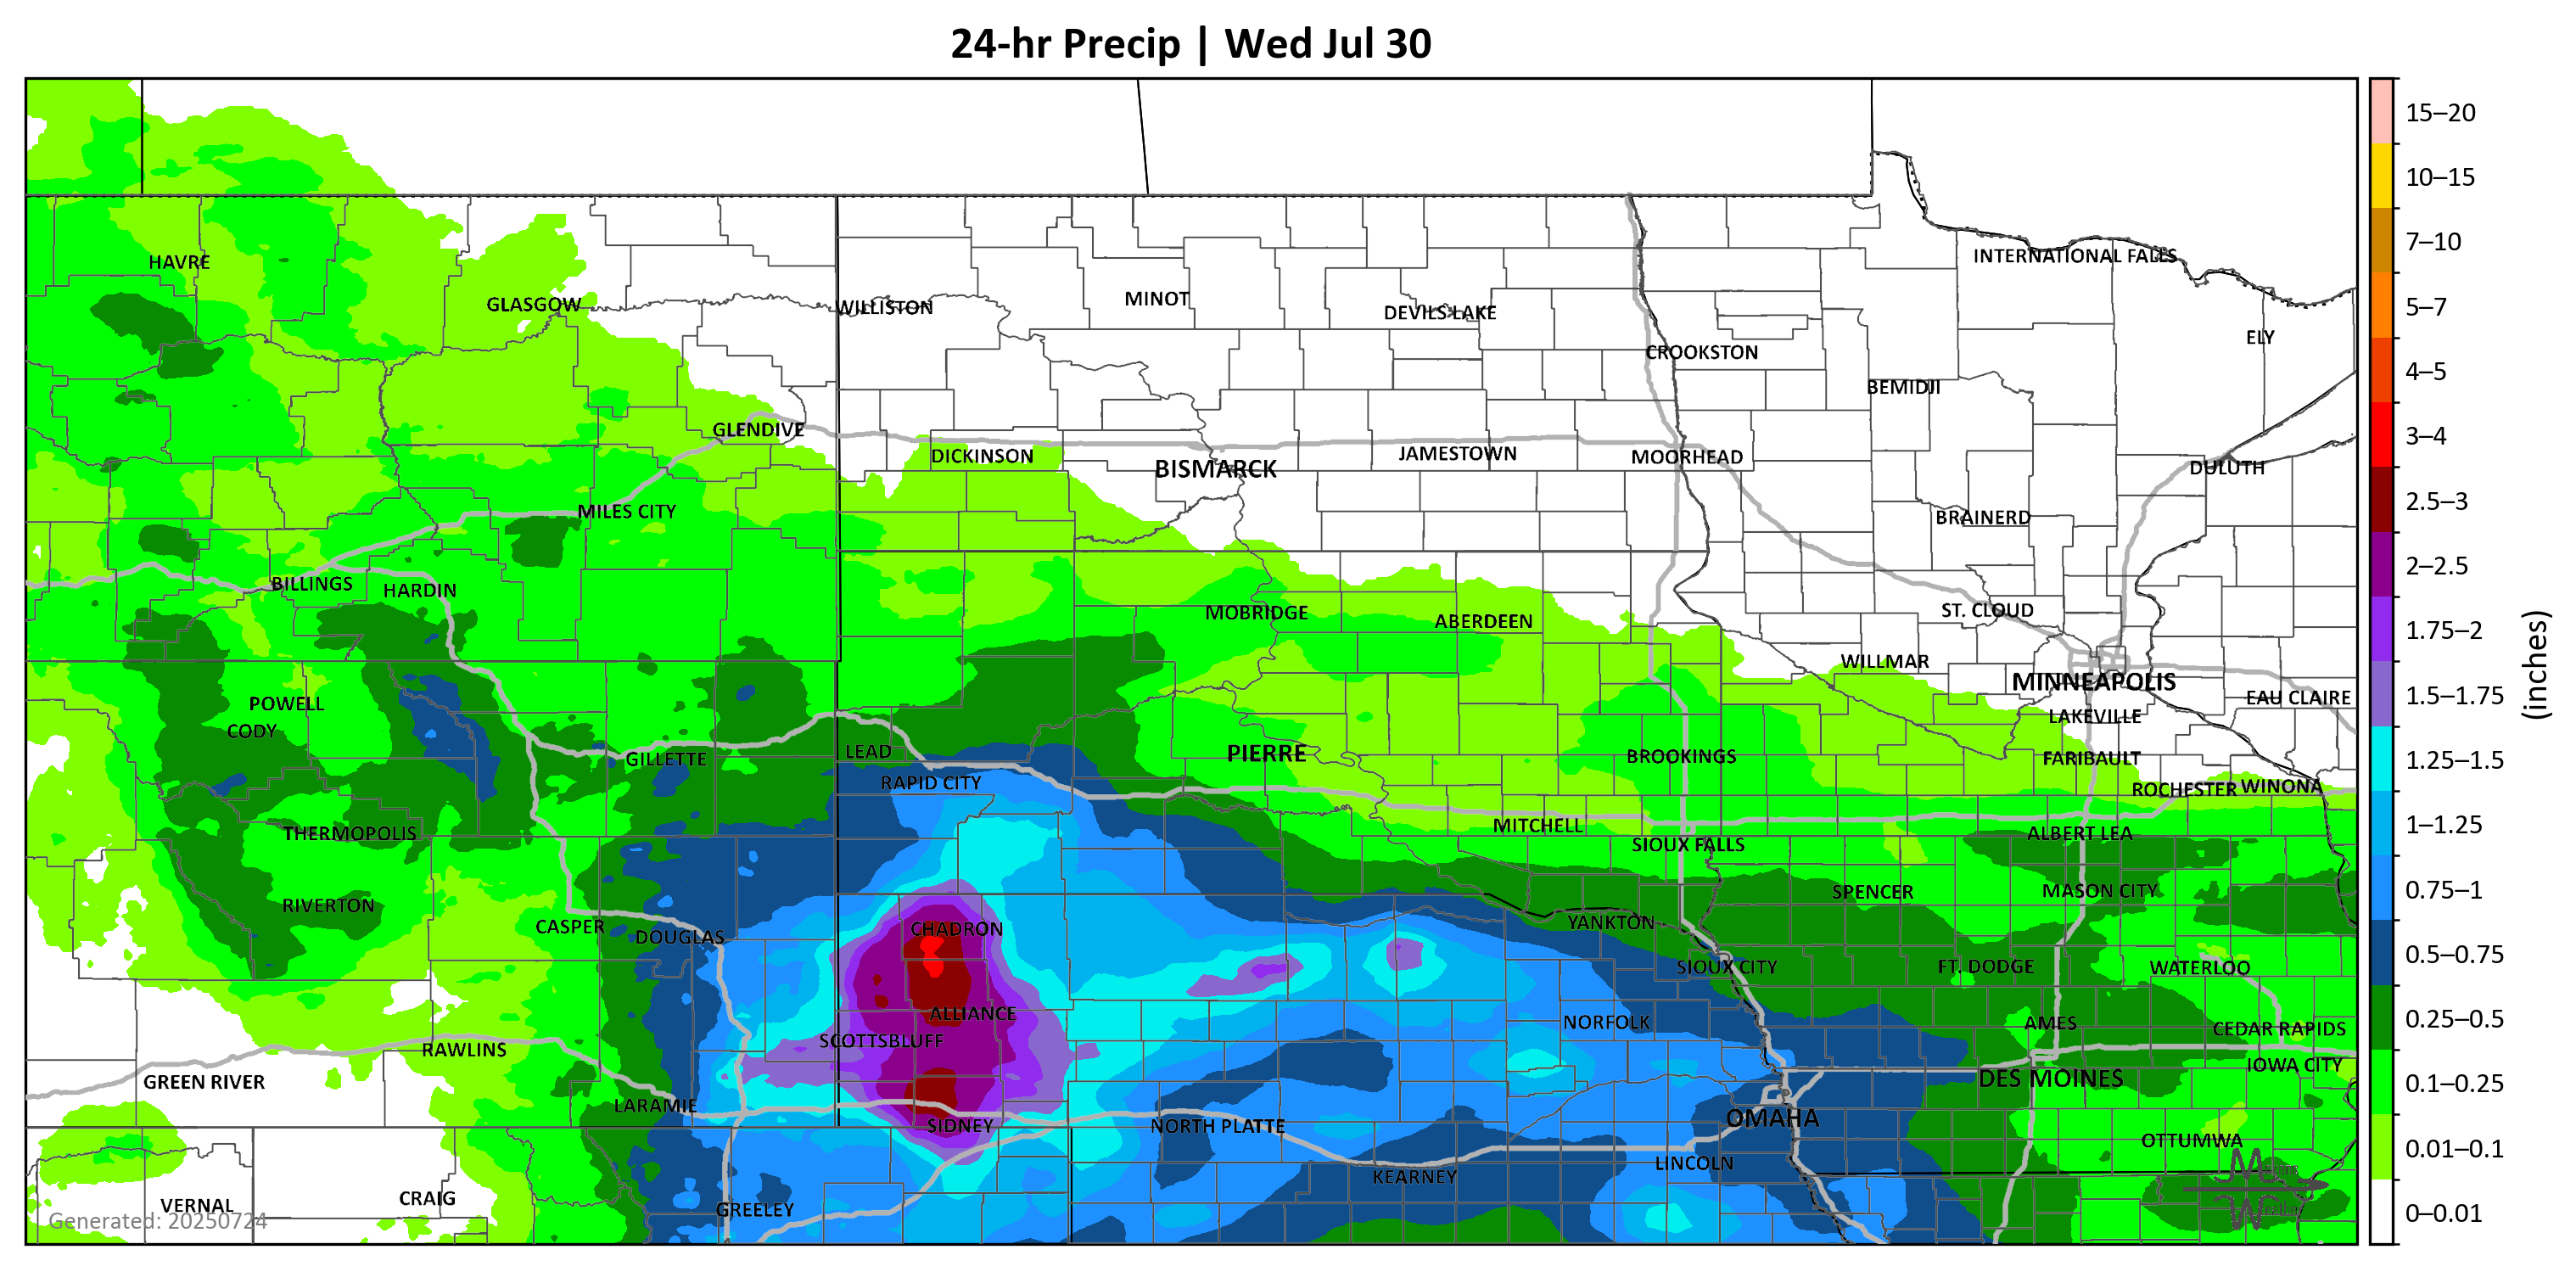 24-hr Precip | Wed Jul 30
15–20
10–15
7–10
5–7
4–5
3–4
2.5–3
2–2.5
1.75–2
1.5–1.75
1.25–1.5
1–1.25
0.75–1
0.5–0.75
0.25–0.5
0.1–0.25
0.01–0.1
0–0.01
(inches)
INTERNATIONAL FALLS
HAVRE
GLASGOW
WILLISTON
MINOT
DEVILS LAKE
ELY
CROOKSTON
BEMIDJI
GLENDIVE
DICKINSON
BISMARCK
JAMESTOWN
MOORHEAD
DULUTH
MILES CITY
BRAINERD
BILLINGS
HARDIN
MOBRIDGE
ABERDEEN
ST. CLOUD
WILLMAR
MINNEAPOLIS
POWELL
EAU CLAIRE
LAKEVILLE
CODY
LEAD
PIERRE
BROOKINGS
FARIBAULT
GILLETTE
RAPID CITY
ROCHESTER
WINONA
THERMOPOLIS
MITCHELL
ALBERT LEA
SIOUX FALLS
RIVERTON
SPENCER
MASON CITY
CASPER
DOUGLAS
CHADRON
YANKTON
SIOUX CITY
FT. DODGE
WATERLOO
ALLIANCE
NORFOLK
AMES
CEDAR RAPIDS
RAWLINS
SCOTTSBLUFF
IOWA CITY
GREEN RIVER
DES MOINES
LARAMIE
SIDNEY
NORTH PLATTE
OMAHA
OTTUMWA
KEARNEY
LINCOLN
VERNAL
CRAIG
GREELEY
Generated: 20250724